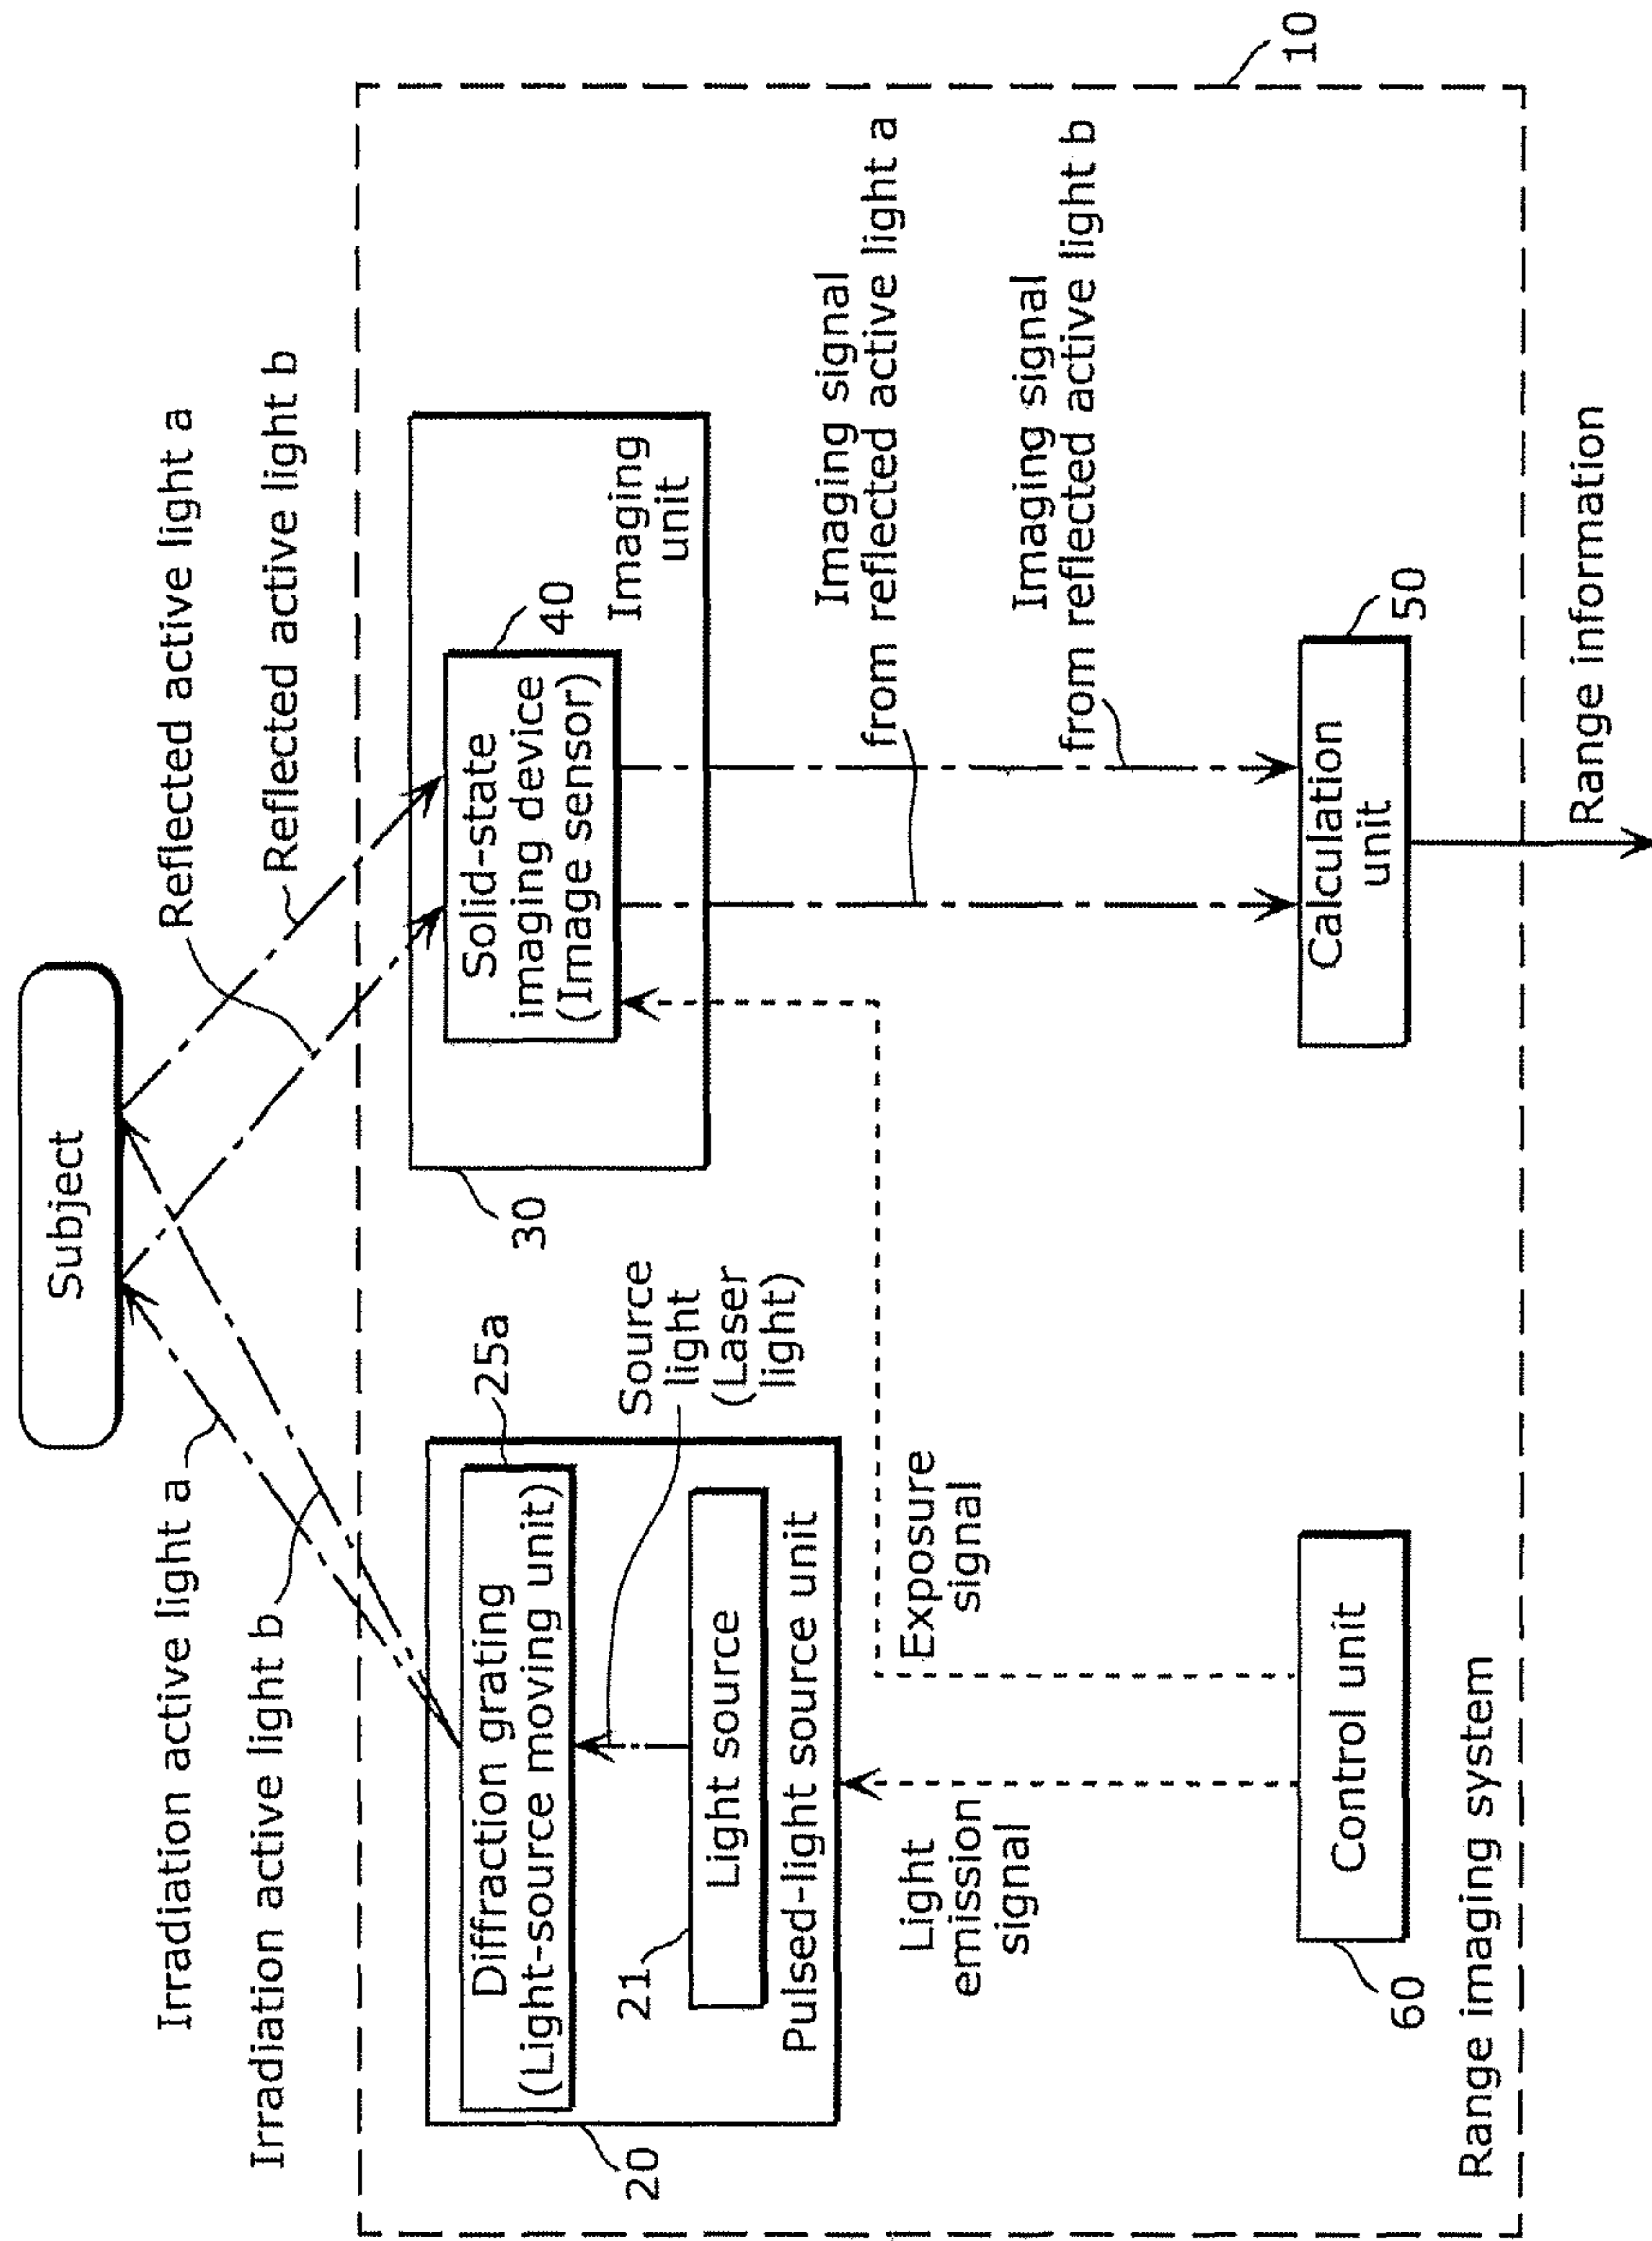 Subject
Irradiation active light a
Irradiation active light b
Reflected active light a
Reflected active light b
10
20
Diffraction grating
(Light-source moving unit)
25a
21
Light source
Pulsed-light source unit
Source
light
(Laser
light)
30
Solid-state
imaging device
(Image sensor)
40
Imaging
unit
Light
emission
signal
Exposure
signal
Imaging signal
from reflected active light a
Imaging signal
from reflected active light b
60
Control unit
Calculation
unit
50
Range imaging system
Range information